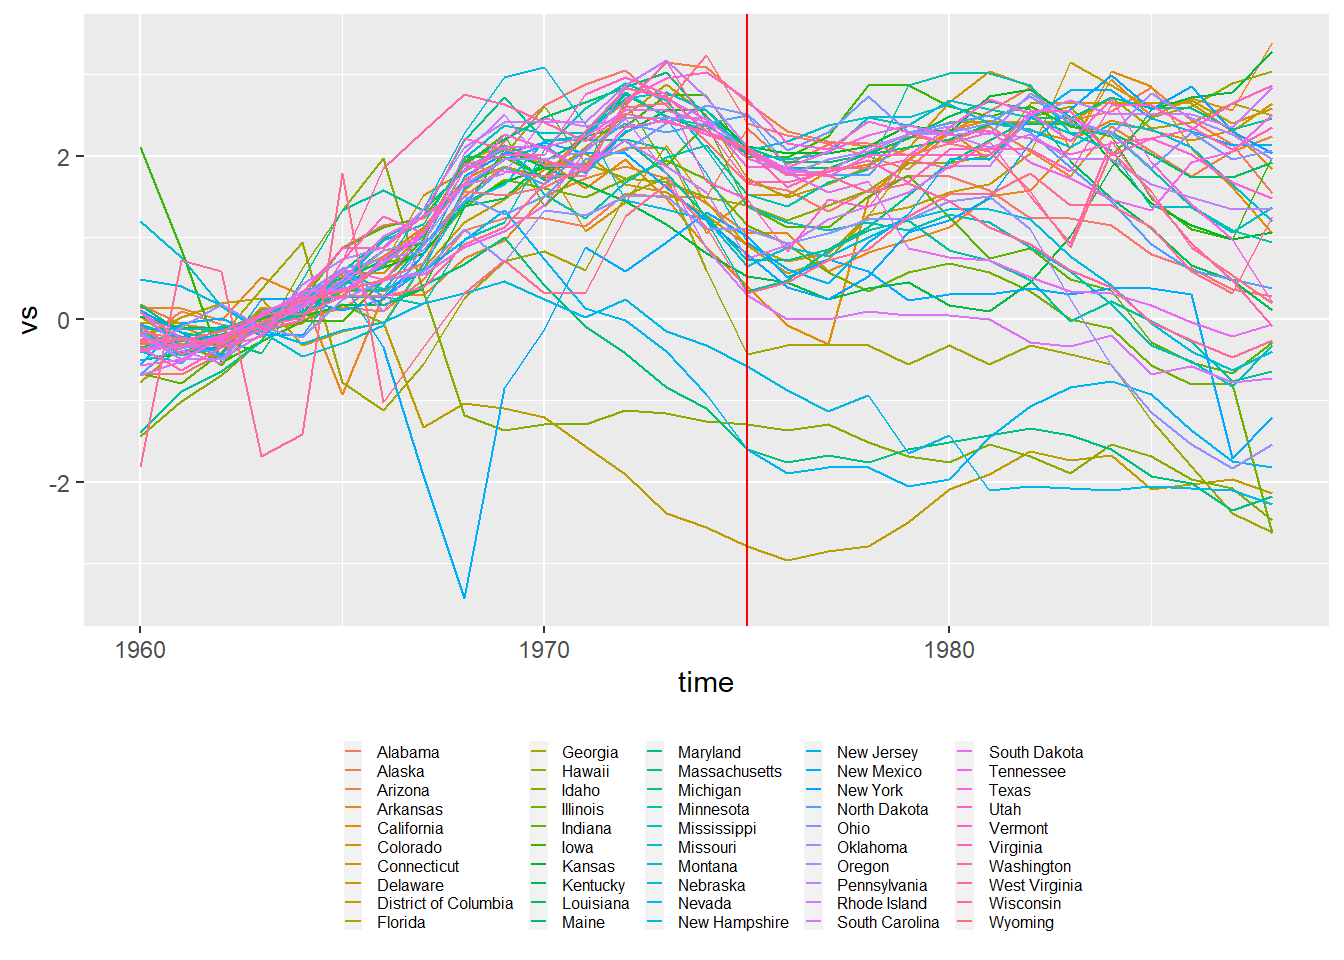 2
0
-2
vs
1960 1970 1980
time
Alabama Georgia Maryland New Jersey South Dakota
Alaska Hawaii Massachusetts New Mexico Tennessee
Arizona Idaho Michigan New York Texas
Arkansas Illinois Minnesota North Dakota Utah
California Indiana Mississippi Ohio Vermont
Colorado Iowa Missouri Oklahoma Virginia
Connecticut Kansas Montana Oregon Washington
Delaware Kentucky Nebraska Pennsylvania West Virginia
District of Columbia Louisiana Nevada Rhode Island Wisconsin
Florida Maine New Hampshire South Carolina Wyoming